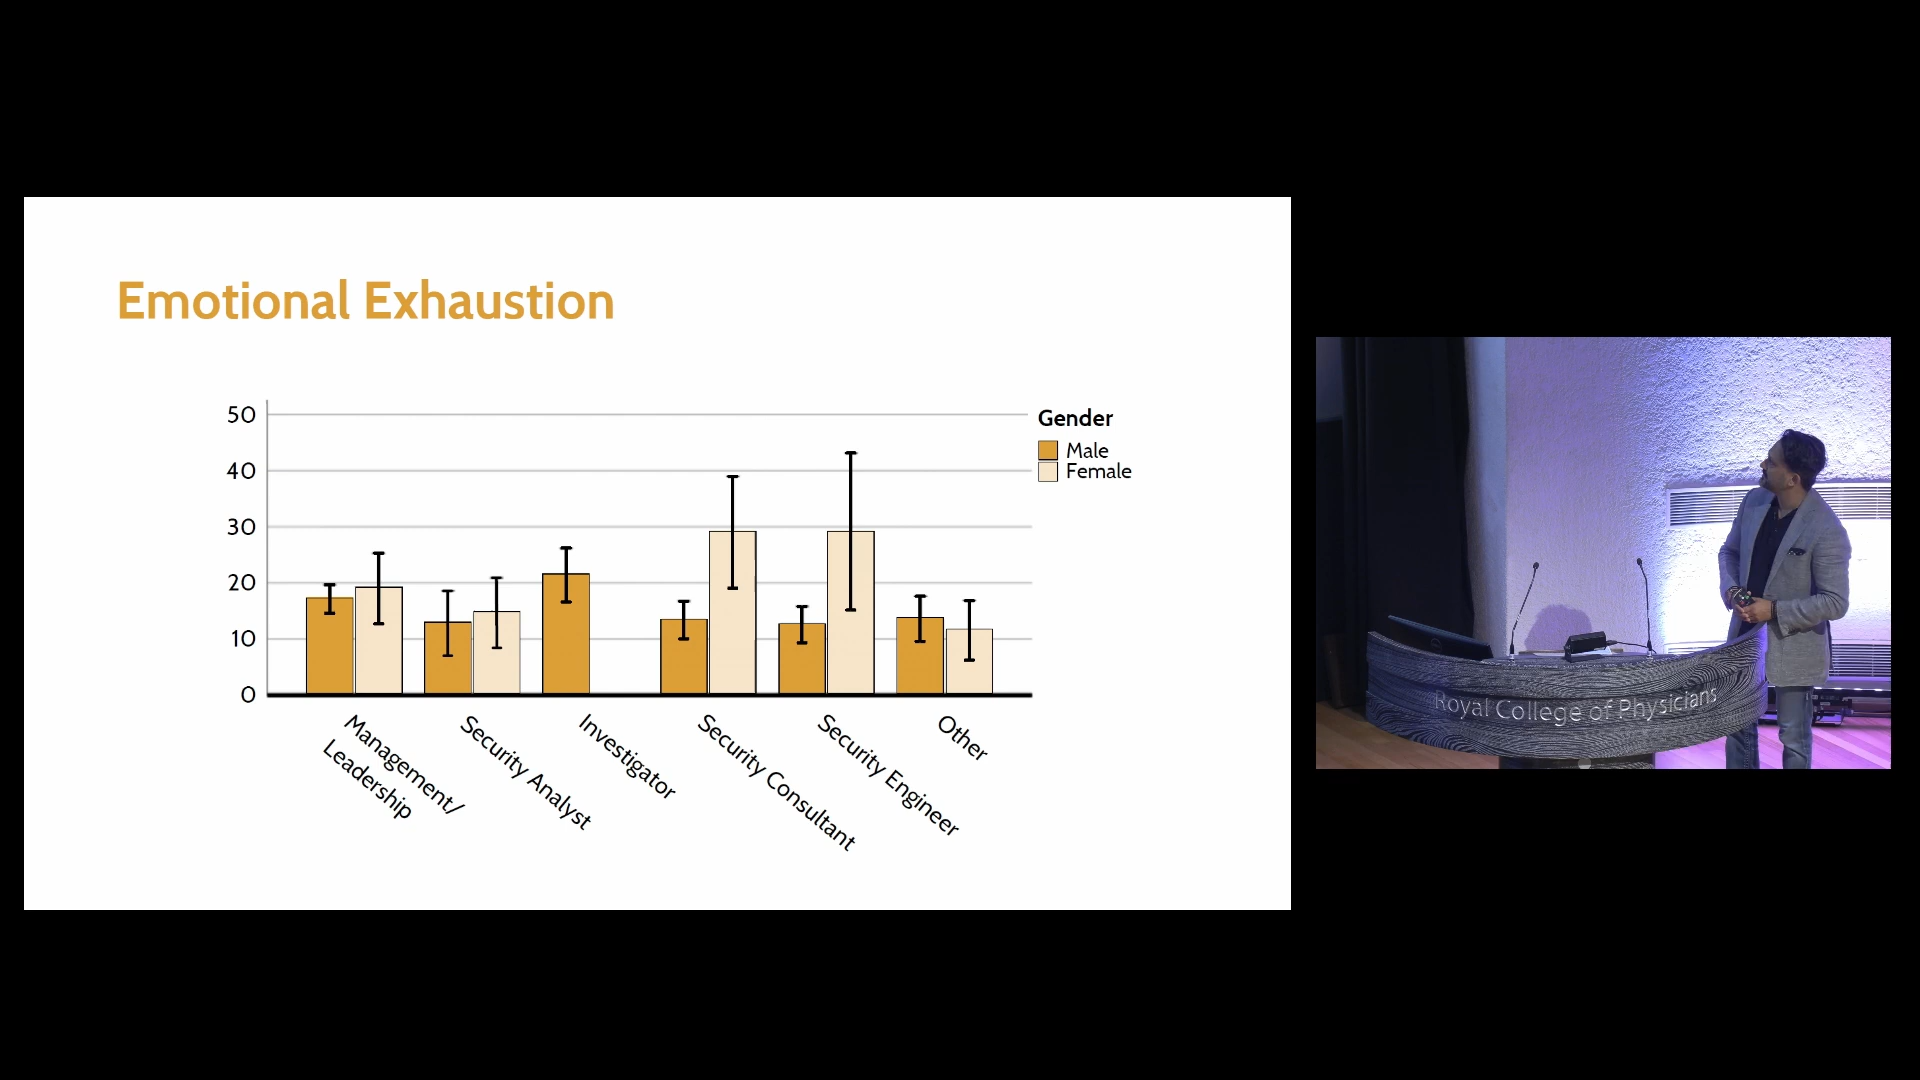 Emotional Exhaustion
50
40
30
20
10
0
Gender
Male
Female
Management/
Leadership
Security Analyst
Investigator
Security Consultant
Security Engineer
Other
Royal College of Physicians